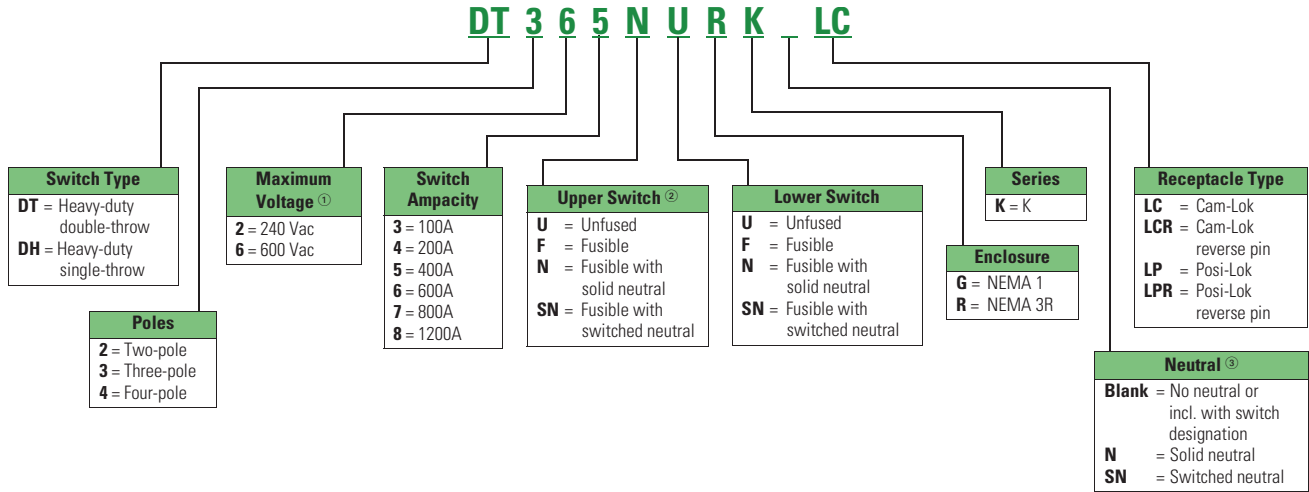 DT 3 6 5 N U R K _ LC
Switch Type
DT = Heavy-duty
double-throw
DH = Heavy-duty
single-throw
Poles
2 = Two-pole
3 = Three-pole
4 = Four-pole
Maximum
Voltage ①
2 = 240 Vac
6 = 600 Vac
Switch
Ampacity
3 = 100A
4 = 200A
5 = 400A
6 = 600A
7 = 800A
8 = 1200A
Upper Switch ②
U = Unfused
F = Fusible
N = Fusible with
solid neutral
SN = Fusible with
switched neutral
Lower Switch
U = Unfused
F = Fusible
N = Fusible with
solid neutral
SN = Fusible with
switched neutral
Enclosure
G = NEMA 1
R = NEMA 3R
Series
K = K
Neutral ③
Blank = No neutral or
incl. with switch
designation
N = Solid neutral
SN = Switched neutral
Receptacle Type
LC = Cam-Lok
LCR = Cam-Lok
reverse pin
LP = Posi-Lok
LPR = Posi-Lok
reverse pin